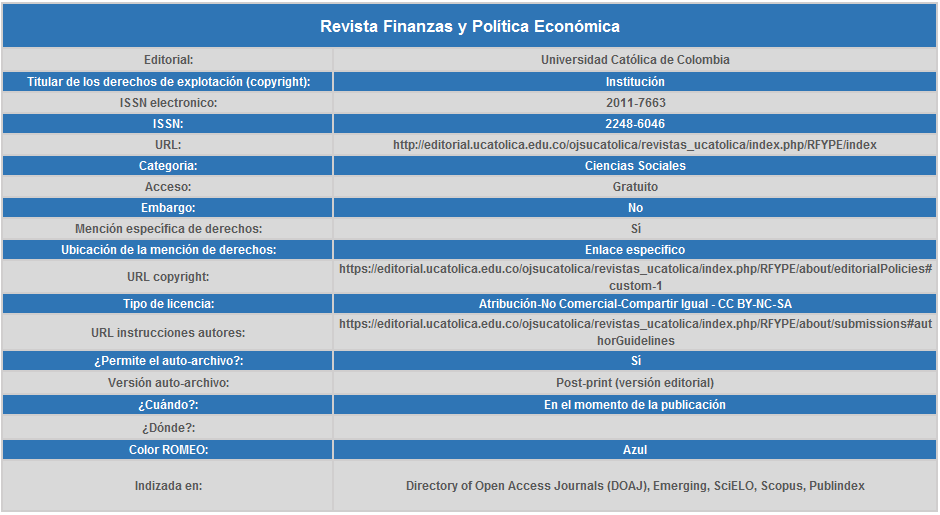 Revista Finanzas y Política Económica
Editorial: Universidad Católica de Colombia
Titular de los derechos de explotación (copyright): Institución
ISSN electronico: 2011-7663
ISSN: 2248-6046
URL: http://editorial.ucatolica.edu.co/ojsucatolica/revistas_ucatolica/index.php/RFYPE/index
Categoria: Ciencias Sociales
Acceso: Gratuito
Embargo: No
Mención específica de derechos: Sí
Ubicación de la mención de derechos: Enlace especifico
URL copyright: https://editorial.ucatolica.edu.co/ojsucatolica/revistas_ucatolica/index.php/RFYPE/about/editorialPolicies#
custom-1
Tipo de licencia: Atribución-No Comercial-Compartir Igual - CC BY-NC-SA
URL instrucciones autores: https://editorial.ucatolica.edu.co/ojsucatolica/revistas_ucatolica/index.php/RFYPE/about/submissions#aut
horGuidelines
¿Permite el auto-archivo?: Sí
Versión auto-archivo: Post-print (versión editorial)
¿Cuándo?: En el momento de la publicación
¿Dónde?:
Color ROMEO: Azul
Indizada en: Directory of Open Access Journals (DOAJ), Emerging, SciELO, Scopus, Publindex